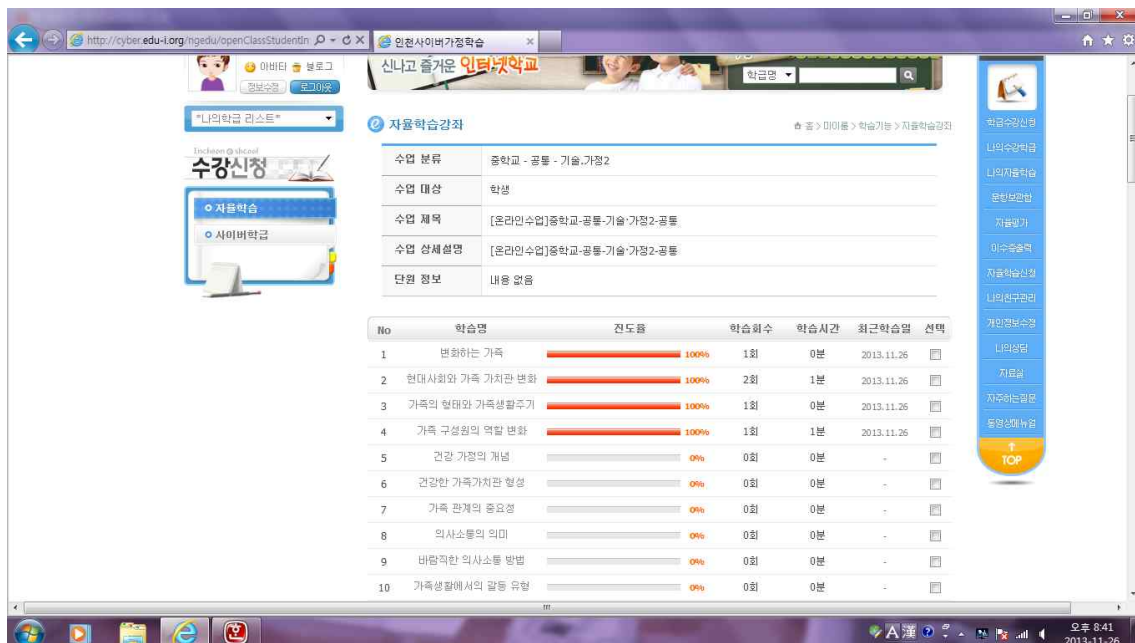 http://cyber.edu-i.org/ngedu/openClassStudentIn
인천사이버가정학습
아바타 블로그
신나고 즐거운 인터넷학교
학급명
정보수정 로그아웃
*나의학급 리스트*
자율학습강좌
홈 > 마이룸 > 학습기능 > 자율학습강좌
수강신청
자율학습
사이버학급
수업 분류 중학교 - 공통 - 기술.가정2
수업 대상 학생
수업 제목 [온라인수업]중학교-공통-기술·가정2-공통
수업 상세설명 [온라인수업]중학교-공통-기술·가정2-공통
단원 정보 내용 없음
No 학습명 진도율 학습회수 학습시간 최근학습일 선택
1 변화하는 가족 100% 1회 0분 2013.11.26
2 현대사회와 가족 가치관 변화 100% 2회 1분 2013.11.26
3 가족의 형태와 가족생활주기 100% 1회 0분 2013.11.26
4 가족 구성원의 역할 변화 100% 1회 1분 2013.11.26
5 건강 가정의 개념 0% 0회 0분 -
6 건강한 가족가치관 형성 0% 0회 0분 -
7 가족 관계의 중요성 0% 0회 0분 -
8 의사소통의 의미 0% 0회 0분 -
9 바람직한 의사소통 방법 0% 0회 0분 -
10 가족생활에서의 갈등 유형 0% 0회 0분 -
학급수강신청
나의수강학급
나의자율학습
문항보관함
자율평가
이수증출력
자율학습신청
나의친구관리
개인정보수정
나의상담
자료실
자주하는질문
동영상메뉴얼
TOP
A 漢
오후 8:41
2013-11-26